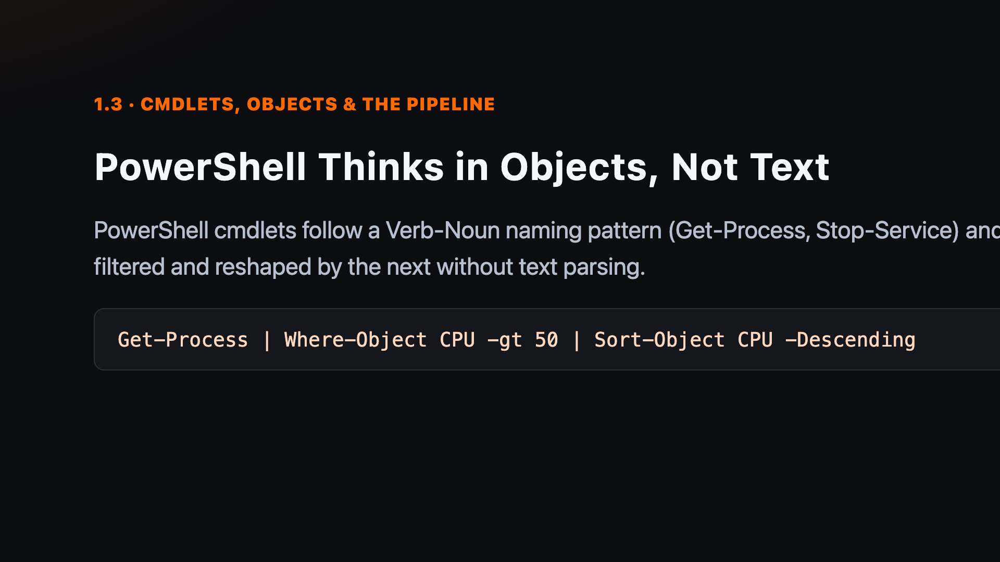 1.3 · CMDLETS, OBJECTS & THE PIPELINE
PowerShell Thinks in Objects, Not Text
PowerShell cmdlets follow a Verb-Noun naming pattern (Get-Process, Stop-Service) and
filtered and reshaped by the next without text parsing.
Get-Process | Where-Object CPU -gt 50 | Sort-Object CPU -Descending